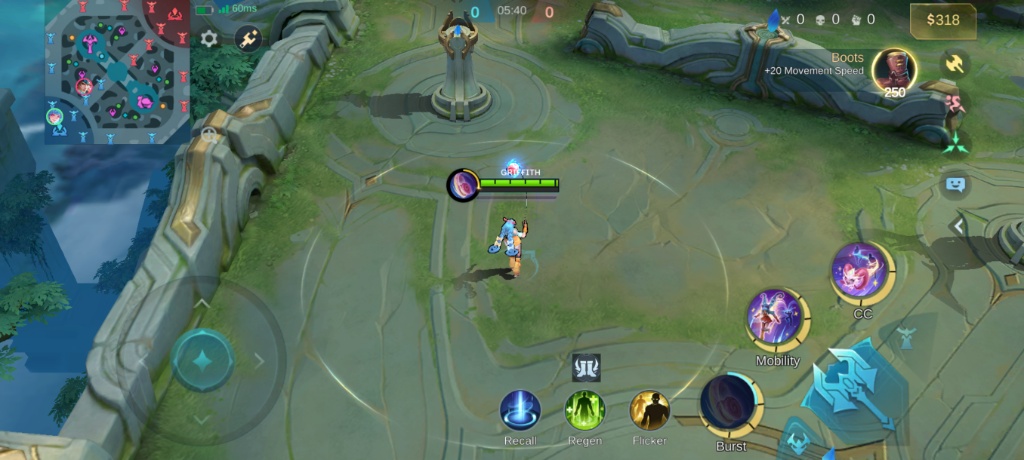 60ms
0 05:40 0
0 0 0
$318
Boots
+20 Movement Speed
250
GRIFFITH
CC
Mobility
Recall
Regen
Flicker
Burst